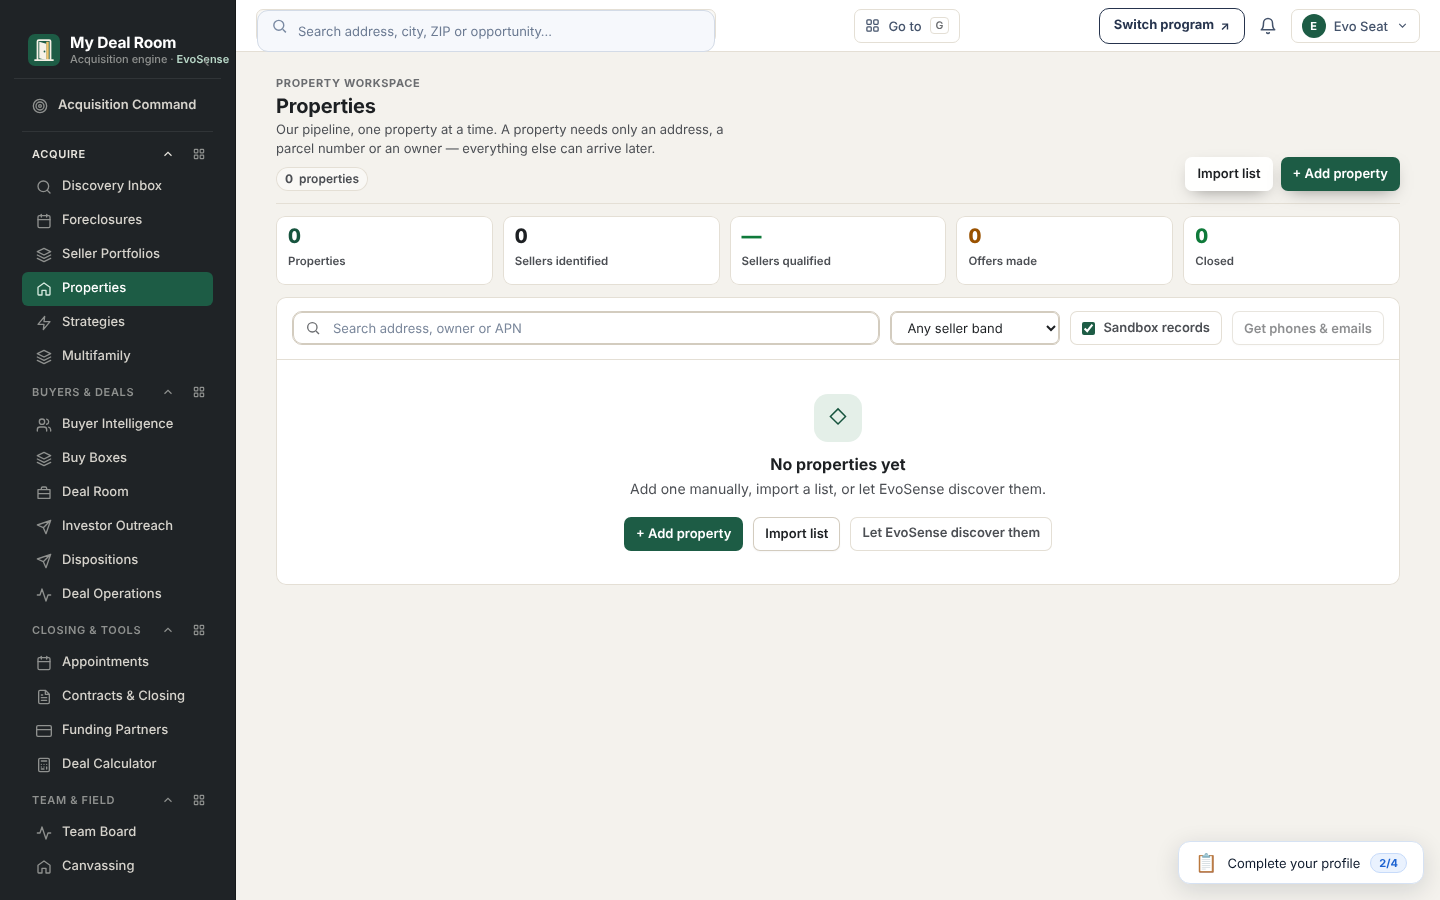 My Deal Room
Acquisition engine · EvoSense
Acquisition Command
ACQUIRE
Discovery Inbox
Foreclosures
Seller Portfolios
Properties
Strategies
Multifamily
BUYERS & DEALS
Buyer Intelligence
Buy Boxes
Deal Room
Investor Outreach
Dispositions
Deal Operations
CLOSING & TOOLS
Appointments
Contracts & Closing
Funding Partners
Deal Calculator
TEAM & FIELD
Team Board
Canvassing
Search address, city, ZIP or opportunity...
Go to G
Switch program
E Evo Seat
PROPERTY WORKSPACE
Properties
Our pipeline, one property at a time. A property needs only an address, a
parcel number or an owner — everything else can arrive later.
0 properties
Import list
+ Add property
0
Properties
0
Sellers identified
—
Sellers qualified
0
Offers made
0
Closed
Search address, owner or APN
Any seller band
Sandbox records
Get phones & emails
No properties yet
Add one manually, import a list, or let EvoSense discover them.
+ Add property
Import list
Let EvoSense discover them
Complete your profile 2/4